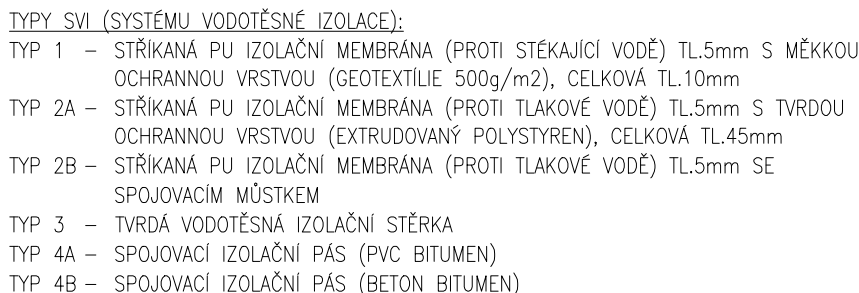 TYPY SVI (SYSTÉMU VODOTĚSNÉ IZOLACE):
TYP 1 – STŘÍKANÁ PU IZOLAČNÍ MEMBRÁNA (PROTI STÉKAJÍCÍ VODĚ) TL.5mm S MĚKKOU
OCHRANNOU VRSTVOU (GEOTEXTÍLIE 500g/m2), CELKOVÁ TL.10mm
TYP 2A – STŘÍKANÁ PU IZOLAČNÍ MEMBRÁNA (PROTI TLAKOVÉ VODĚ) TL.5mm S TVRDOU
OCHRANNOU VRSTVOU (EXTRUDOVANÝ POLYSTYREN), CELKOVÁ TL.45mm
TYP 2B – STŘÍKANÁ PU IZOLAČNÍ MEMBRÁNA (PROTI TLAKOVÉ VODĚ) TL.5mm SE
SPOJOVACÍM MŮSTKEM
TYP 3 – TVRDÁ VODOTĚSNÁ IZOLAČNÍ STĚRKA
TYP 4A – SPOJOVACÍ IZOLAČNÍ PÁS (PVC BITUMEN)
TYP 4B – SPOJOVACÍ IZOLAČNÍ PÁS (BETON BITUMEN)